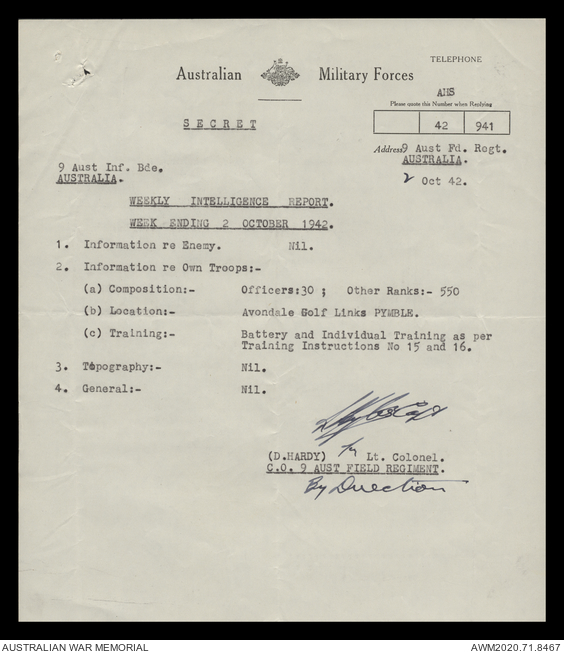 TELEPHONE
Australian Military Forces
AHS
Please quote this Number when Replying
42 941
SECRET
Address 9 Aust Fd. Regt.
AUSTRALIA.
2 Oct 42.
9 Aust Inf. Bde.
AUSTRALIA.
WEEKLY INTELLIGENCE REPORT.
WEEK ENDING 2 OCTOBER 1942.
1. Information re Enemy. Nil.
2. Information re Own Troops:-
(a) Composition:- Officers:30 ; Other Ranks:- 550
(b) Location:- Avondale Golf Links PYMBLE.
(c) Training:- Battery and Individual Training as per
Training Instructions No 15 and 16.
3. Topography:- Nil.
4. General:- Nil.
(D.HARDY) Lt. Colonel.
C.O. 9 AUST FIELD REGIMENT.
By Direction
AUSTRALIAN WAR MEMORIAL
AWM2020.71.8467